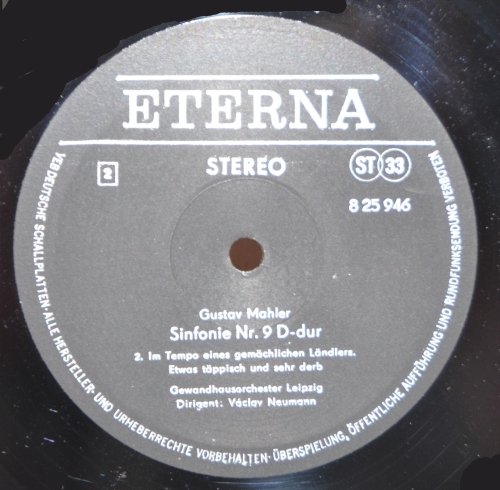 ETERNA
2 STEREO ST 33
8 25 946
Gustav Mahler
Sinfonie Nr. 9 D-dur
2. Im Tempo eines gemächlichen Ländlers.
Etwas täppisch und sehr derb
Gewandhausorchester Leipzig
Dirigent: Václav Neumann
VEB DEUTSCHE SCHALLPLATTEN · ALLE HERSTELLER- UND URHEBERRECHTE VORBEHALTEN · ÜBERSPIELUNG, ÖFFENTLICHE AUFFÜHRUNG UND RUNDFUNKSENDUNG VERBOTEN